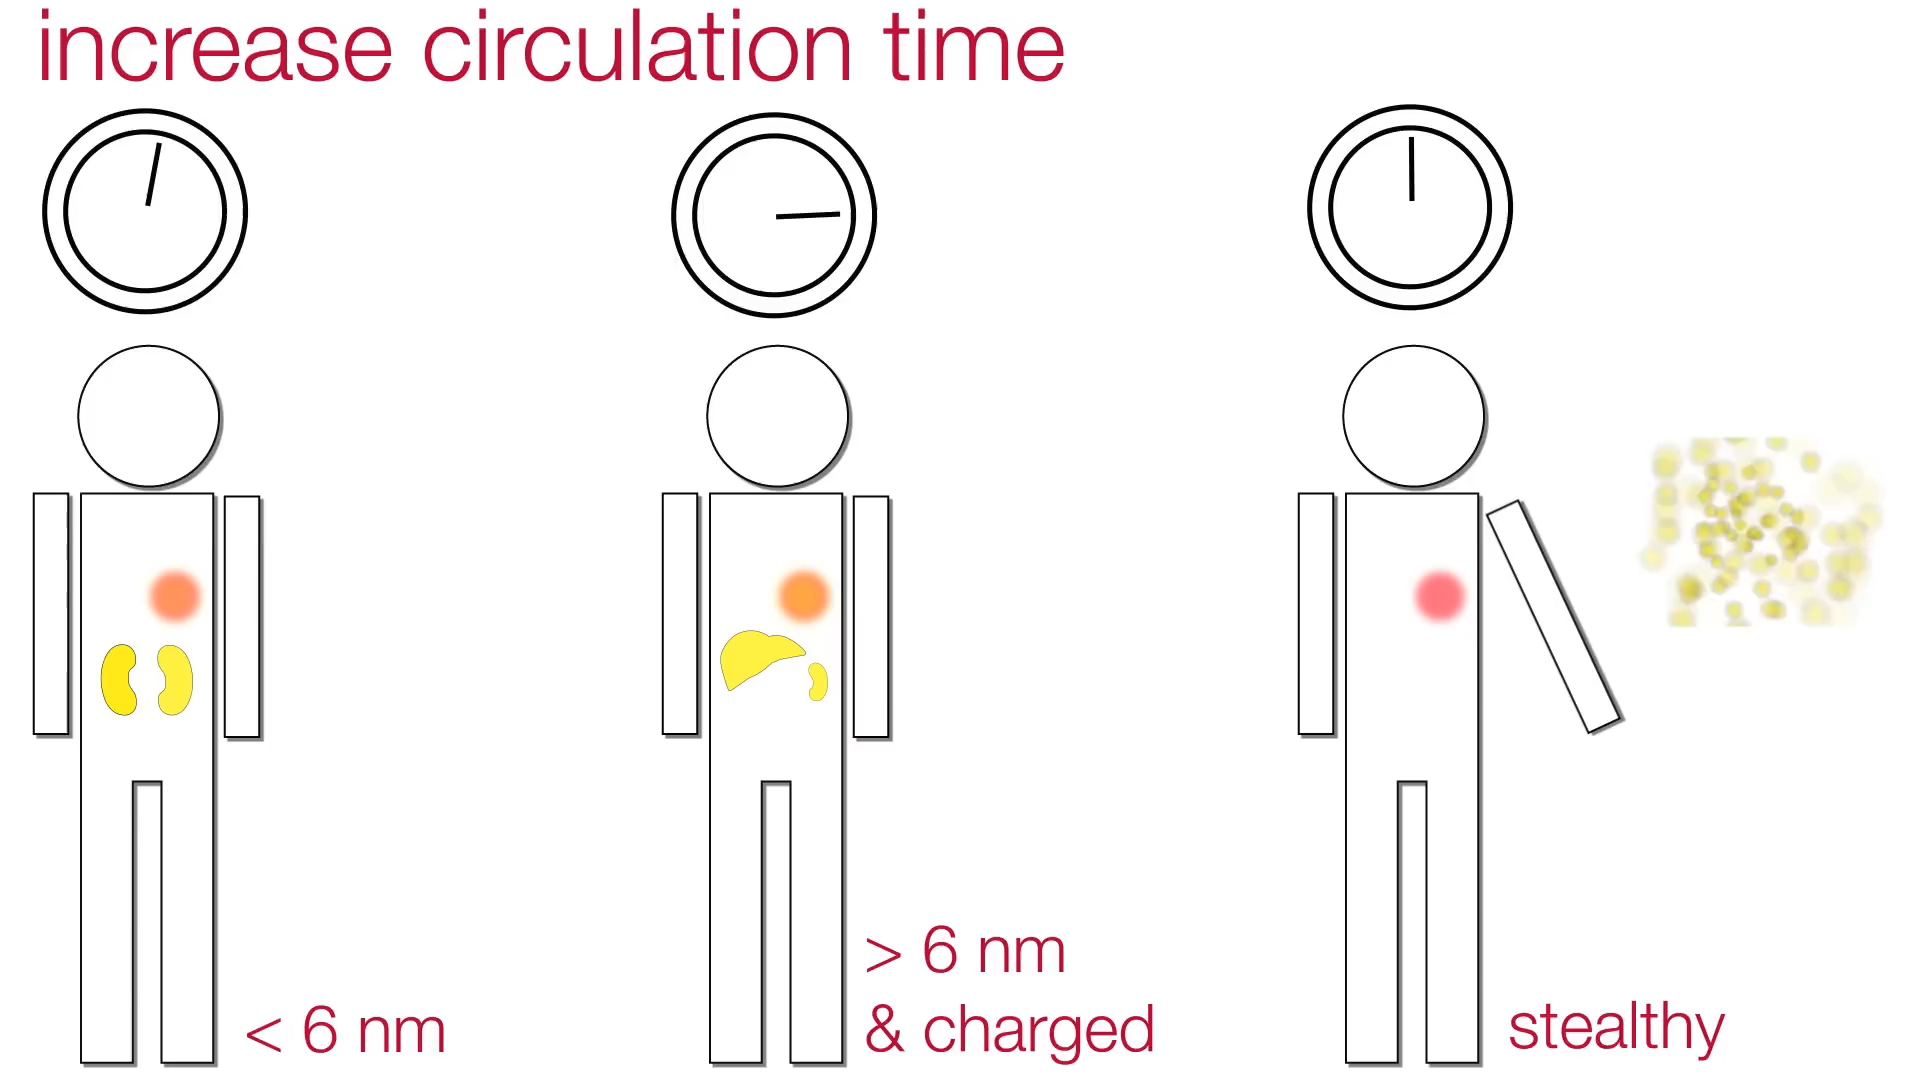 increase circulation time
< 6 nm
> 6 nm
& charged
stealthy